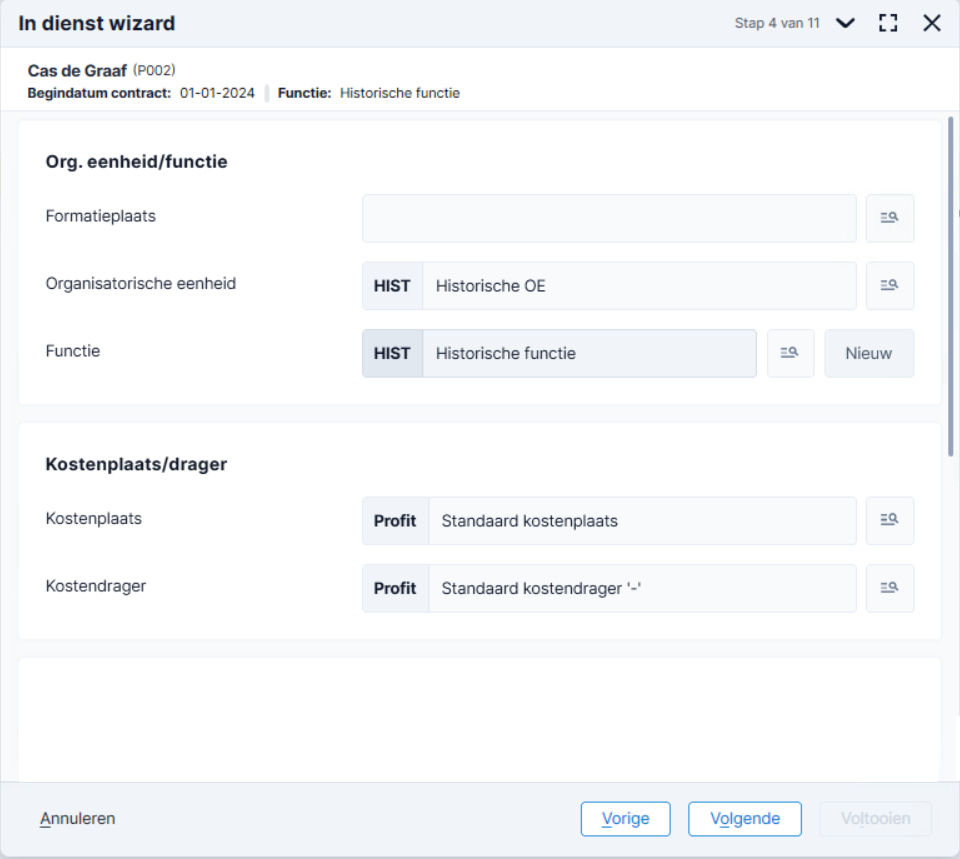 In dienst wizard Stap 4 van 11
Cas de Graaf (P002)
Begindatum contract: 01-01-2024 Functie: Historische functie
Org. eenheid/functie
Formatieplaats
Organisatorische eenheid HIST Historische OE
Functie HIST Historische functie Nieuw
Kostenplaats/drager
Kostenplaats Profit Standaard kostenplaats
Kostendrager Profit Standaard kostendrager '-'
Annuleren Vorige Volgende Voltooien